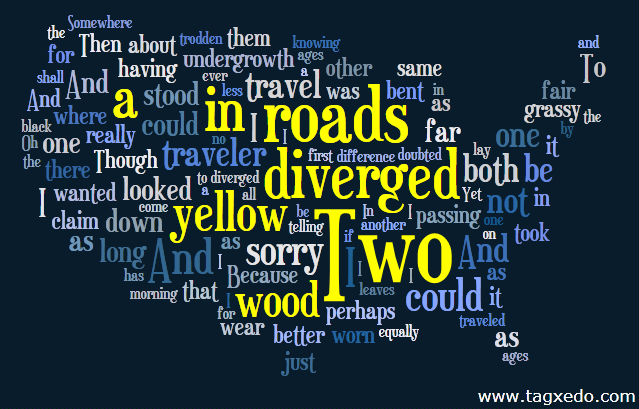 Somewhere
the trodden them knowing and
Then about
for undergrowth ages To
shall And having a other same
And ever less travel was bent in fair
a stood in as grassy
where I roads the
black could I far one by
Oh one really no it
the Though traveler first difference doubted lay
there diverged both be
I wanted looked to diverged all Yet not in
a
come yellow be In I passing one
claim down telling another took
as as Two on
long And I sorry if I And
has Because I I as
morning that I wood leaves could it
for perhaps traveled
wear better worn equally as
just ages
www.tagxedo.com